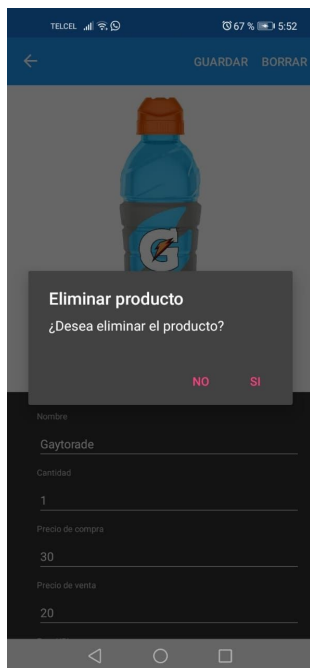 TELCEL 67 % 5:52
GUARDAR BORRAR
G
Eliminar producto
¿Desea eliminar el producto?
NO SI
Nombre
Gaytorade
Cantidad
1
Precio de compra
30
Precio de venta
20